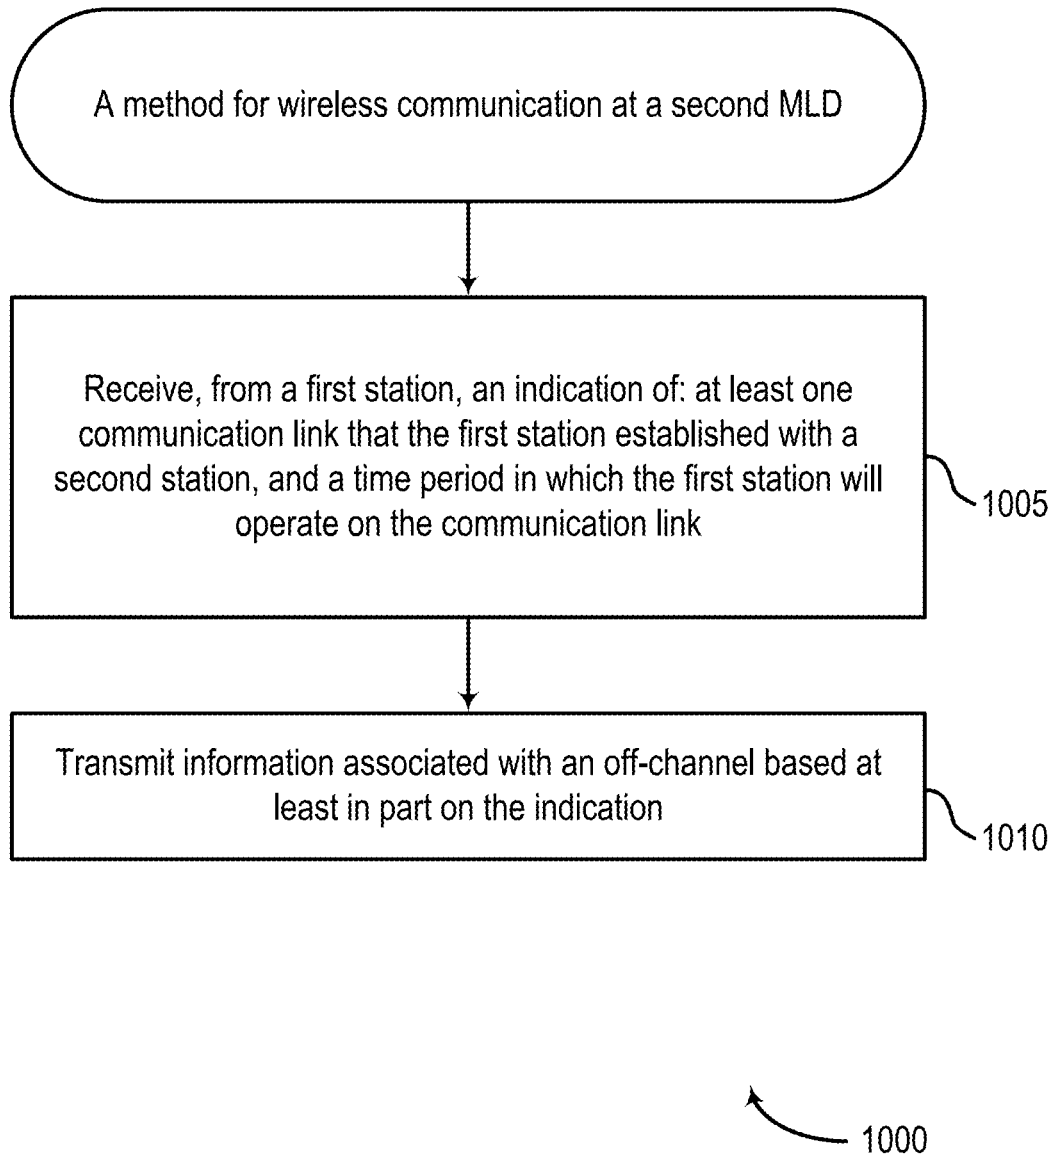 A method for wireless communication at a second MLD
Receive, from a first station, an indication of: at least one
communication link that the first station established with a
second station, and a time period in which the first station will
operate on the communication link
1005
Transmit information associated with an off-channel based at
least in part on the indication
1010
1000